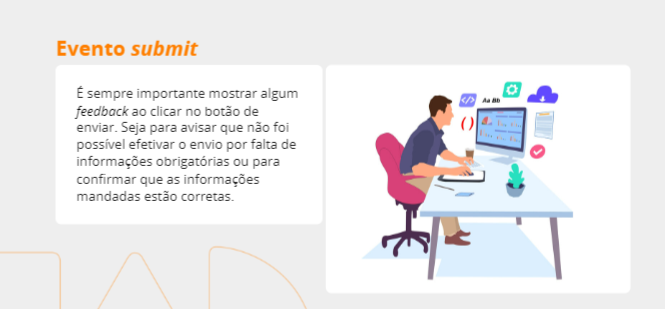 Evento submit
É sempre importante mostrar algum
feedback ao clicar no botão de
enviar. Seja para avisar que não foi
possível efetivar o envio por falta de
informações obrigatórias ou para
confirmar que as informações
mandadas estão corretas.
</>
Aa Bb
()